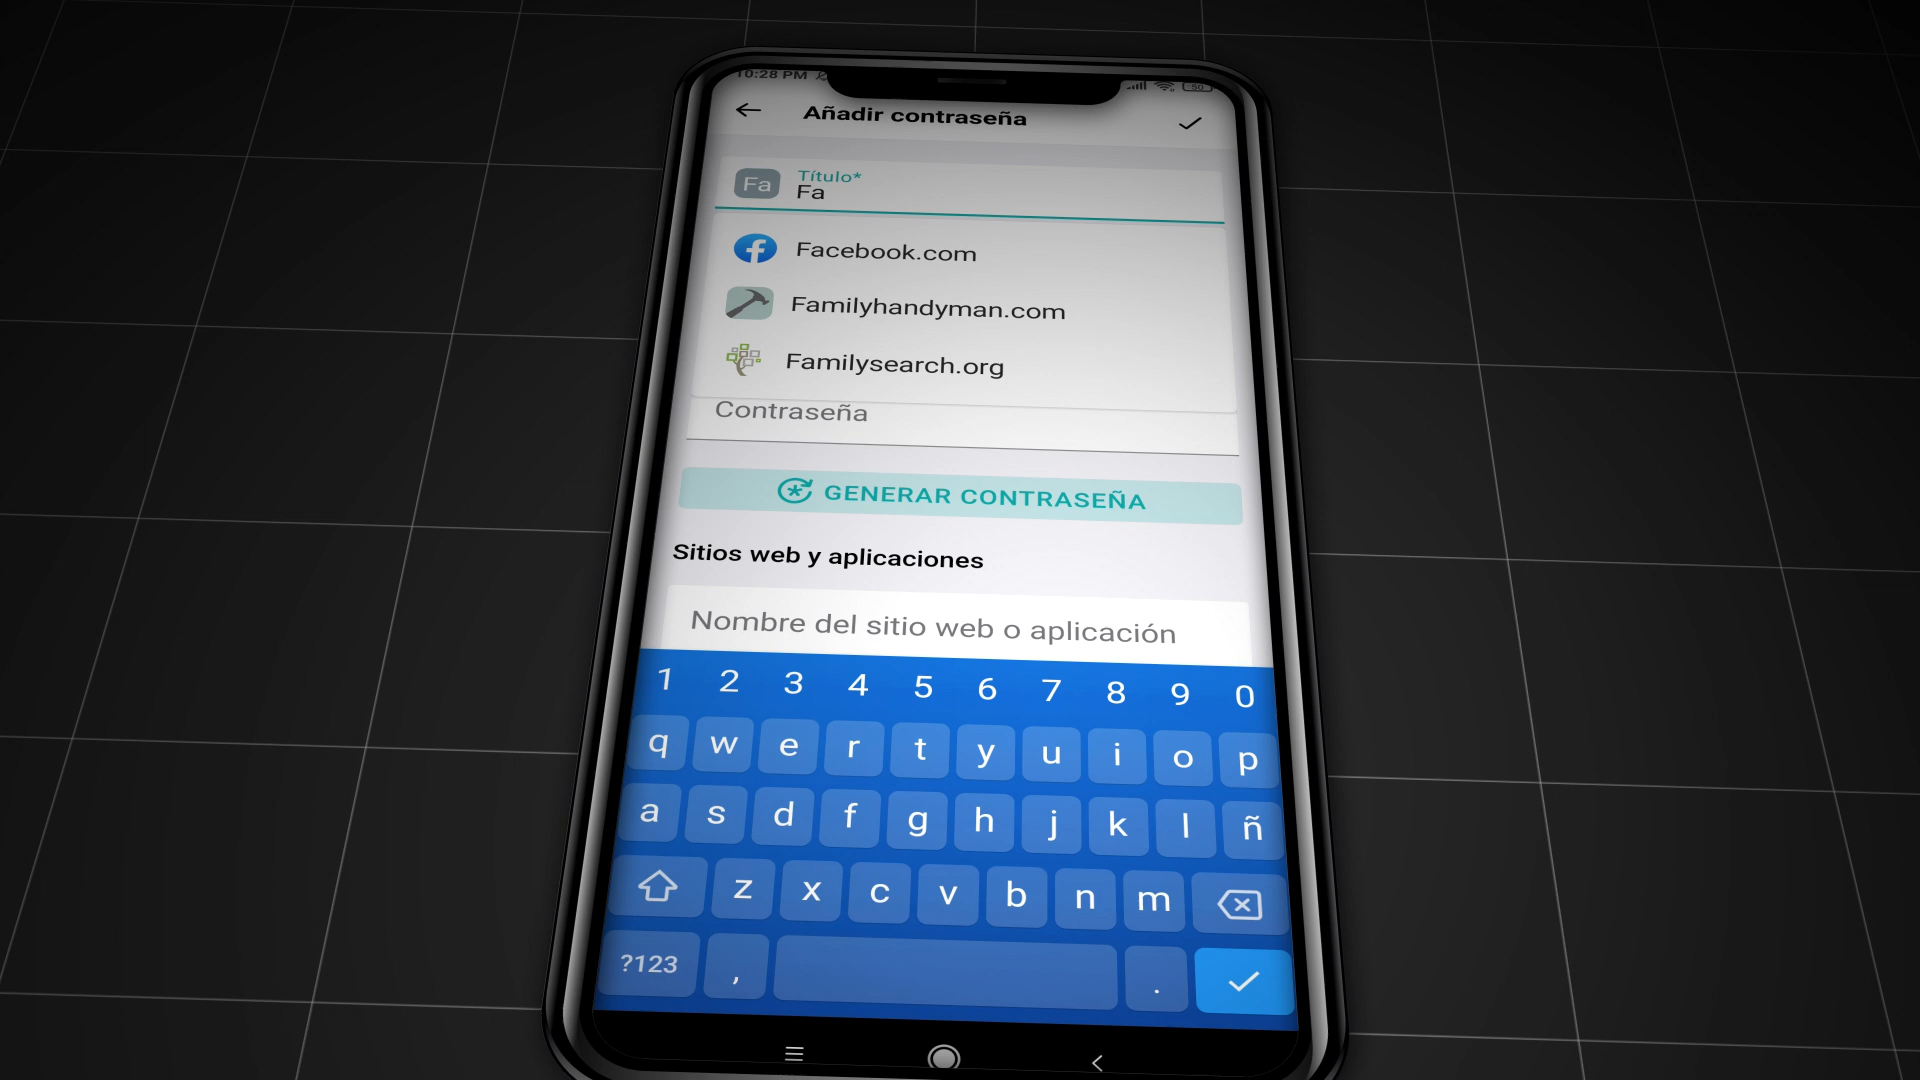 10:28 PM
50
Añadir contraseña
Fa
Título*
Fa
Facebook.com
Familyhandyman.com
Familysearch.org
Contraseña
GENERAR CONTRASEÑA
Sitios web y aplicaciones
Nombre del sitio web o aplicación
1 2 3 4 5 6 7 8 9 0
q w e r t y u i o p
a s d f g h j k l ñ
z x c v b n m
?123 , .